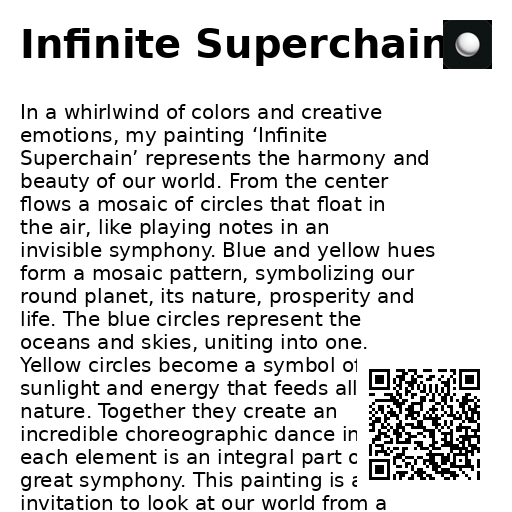 Infinite Superchain
In a whirlwind of colors and creative
emotions, my painting ‘Infinite
Superchain’ represents the harmony and
beauty of our world. From the center
flows a mosaic of circles that float in
the air, like playing notes in an
invisible symphony. Blue and yellow hues
form a mosaic pattern, symbolizing our
round planet, its nature, prosperity and
life. The blue circles represent the
oceans and skies, uniting into one.
Yellow circles become a symbol of
sunlight and energy that feeds all
nature. Together they create an
incredible choreographic dance in
each element is an integral part
great symphony. This painting is
invitation to look at our world from a